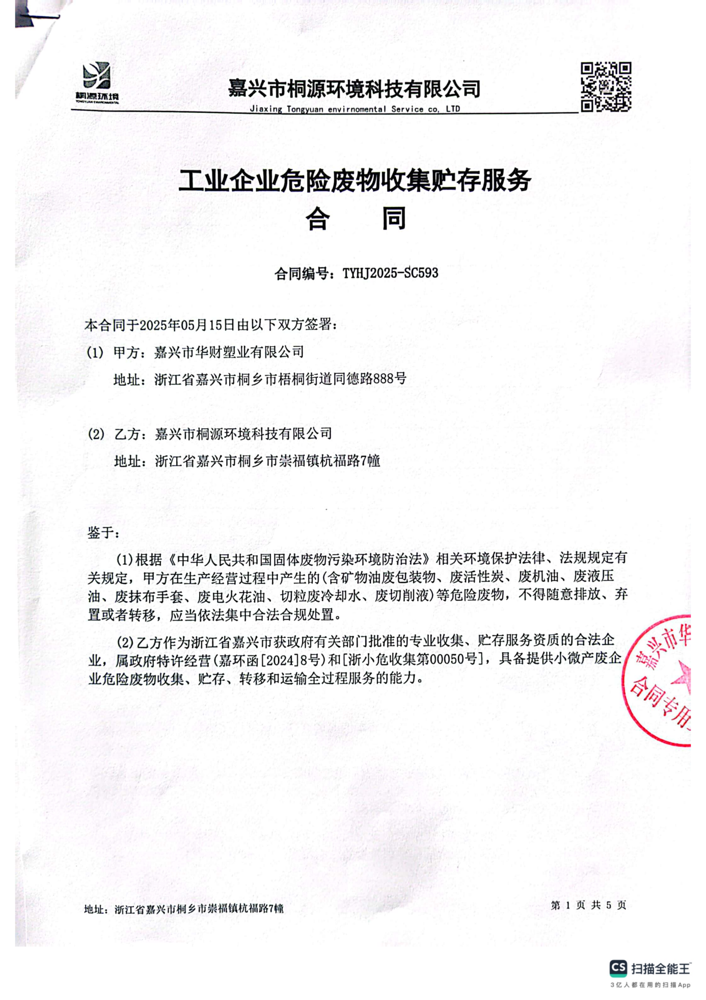 桐源环境
TONGYUAN ENVIRONMENTAL
嘉兴市桐源环境科技有限公司
Jiaxing Tongyuan envirnomental Service co, LTD
工业企业危险废物收集贮存服务
合 同
合同编号：TYHJ2025-SC593
本合同于2025年05月15日由以下双方签署：
(1) 甲方：嘉兴市华财塑业有限公司
地址：浙江省嘉兴市桐乡市梧桐街道同德路888号
(2) 乙方：嘉兴市桐源环境科技有限公司
地址：浙江省嘉兴市桐乡市崇福镇杭福路7幢
鉴于：
(1)根据《中华人民共和国固体废物污染环境防治法》相关环境保护法律、法规规定有
关规定，甲方在生产经营过程中产生的(含矿物油废包装物、废活性炭、废机油、废液压
油、废抹布手套、废电火花油、切粒废冷却水、废切削液)等危险废物，不得随意排放、弃
置或者转移，应当依法集中合法合规处置。
(2)乙方作为浙江省嘉兴市获政府有关部门批准的专业收集、贮存服务资质的合法企
业，属政府特许经营(嘉环函[2024]8号)和[浙小危收集第00050号]，具备提供小微产废企
业危险废物收集、贮存、转移和运输全过程服务的能力。
嘉兴市华
合同专用
地址：浙江省嘉兴市桐乡市崇福镇杭福路7幢
第 1 页 共 5 页
CS 扫描全能王
3亿人都在用的扫描App